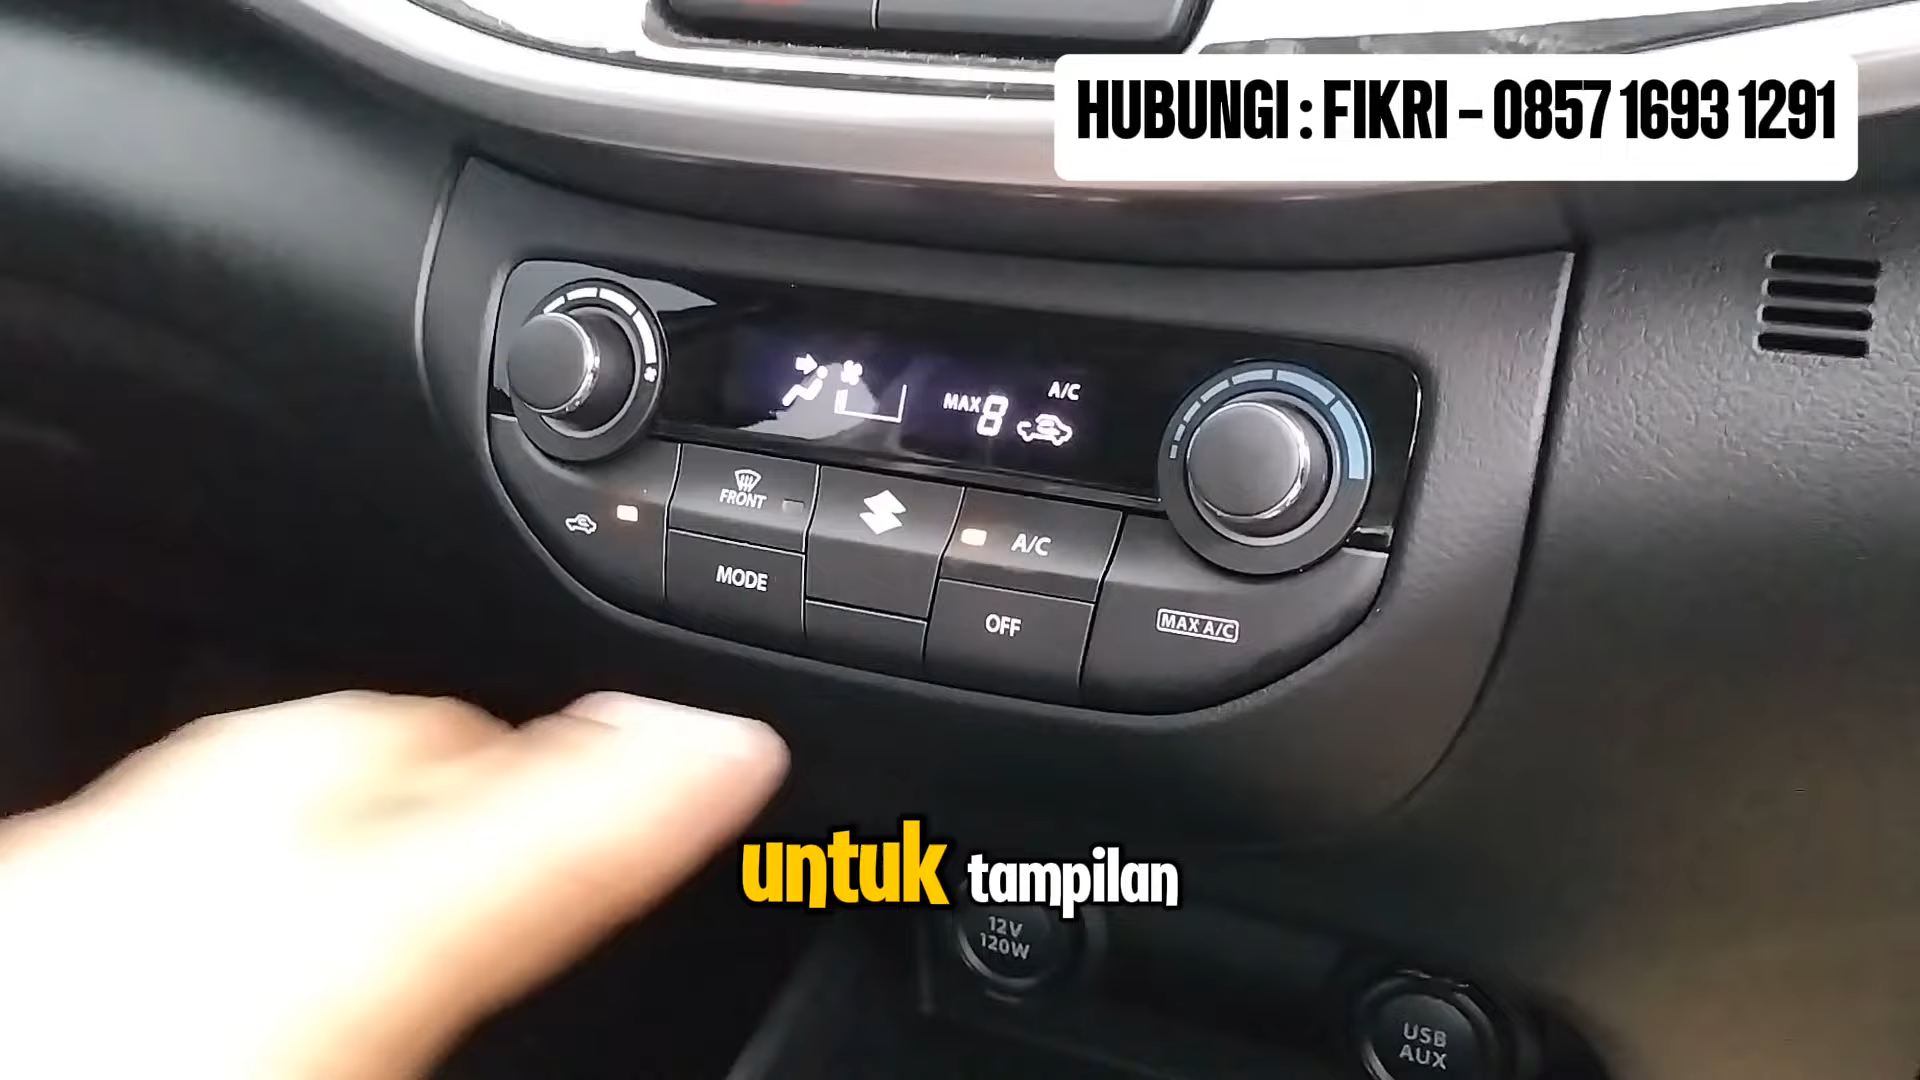 HUBUNGI : FIKRI - 0857 1693 1291
A/C
MAX 8
FRONT
A/C
MODE
OFF
MAX A/C
untuk tampilan
12V
120W
USB
AUX